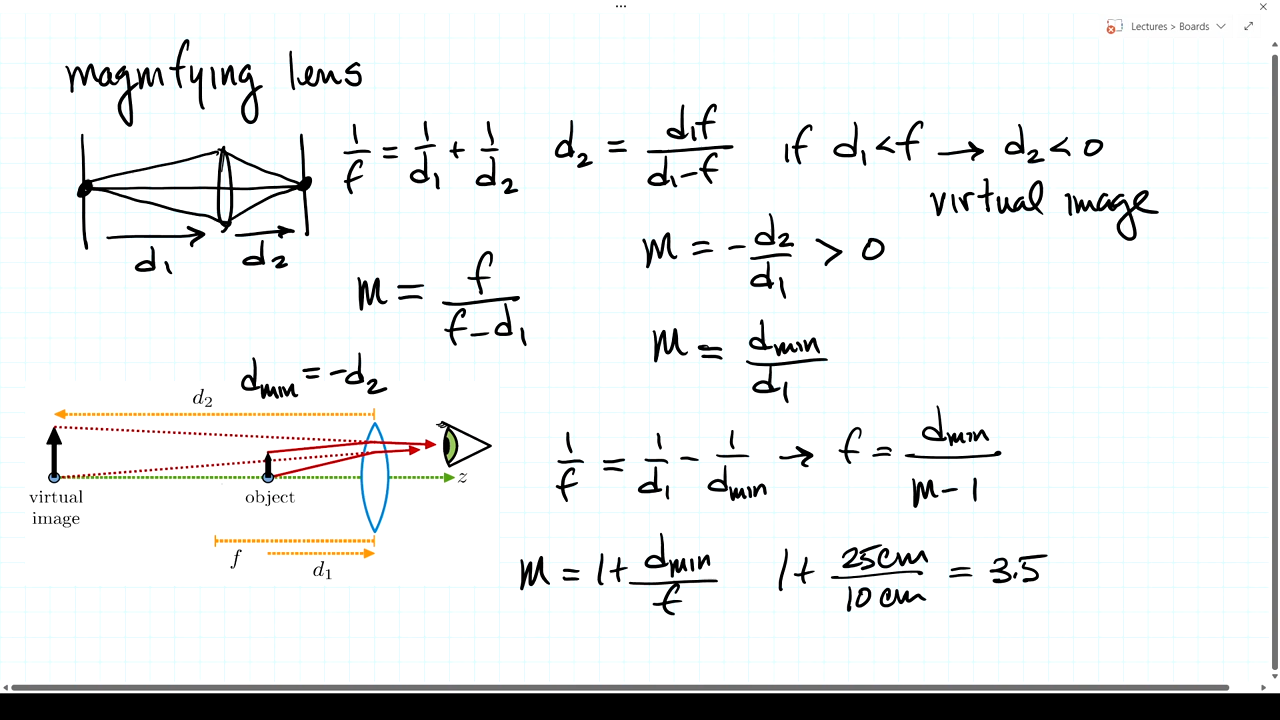 Lectures > Boards
magnifying lens
1/f = 1/d₁ + 1/d₂
d₂ = d₁f/(d₁-f)
if d₁<f → d₂<0
virtual image
d₁
d₂
m = -d₂/d₁ > 0
m = f/(f-d₁)
m = dmin/d₁
dmin = -d₂
d₂
z
virtual
image
object
f
d₁
1/f = 1/d₁ - 1/dmin → f = dmin/(m-1)
m = 1+ dmin/f
1+ 25cm/10cm = 3.5